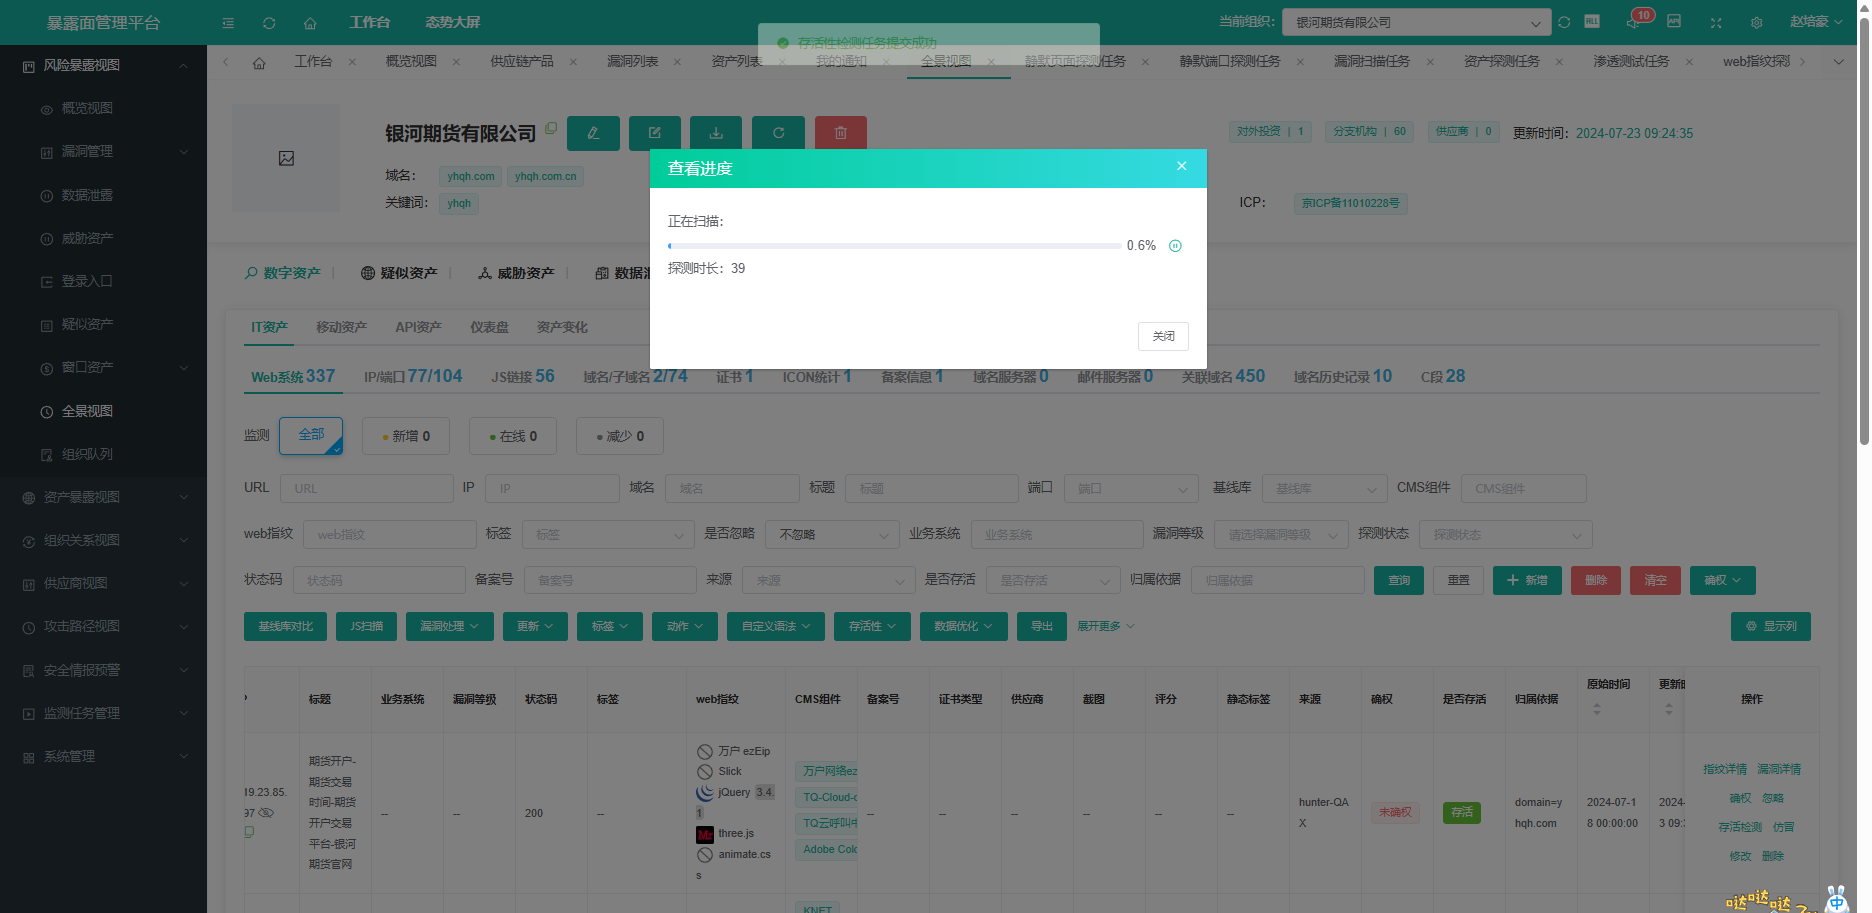 暴露面管理平台
工作台
态势大屏
当前组织:
银河期货有限公司
10
赵培豪
存活性检测任务提交成功
风险暴露视图
概览视图
漏洞管理
数据泄露
威胁资产
登录入口
疑似资产
窗口资产
全景视图
组织队列
资产暴露视图
组织关系视图
供应商视图
攻击路径视图
安全情报预警
监测任务管理
系统管理
工作台
概览视图
供应链产品
漏洞列表
资产列表
我的通知
全景视图
静默页面探测任务
静默端口探测任务
漏洞扫描任务
资产探测任务
渗透测试任务
web指纹探
银河期货有限公司
对外投资 | 1
分支机构 | 60
供应商 | 0
更新时间: 2024-07-23 09:24:35
域名:
yhqh.com
yhqh.com.cn
关键词:
yhqh
ICP:
京ICP备11010228号
查看进度
正在扫描:
0.6%
探测时长: 39
关闭
数字资产
疑似资产
威胁资产
数据泄
IT资产
移动资产
API资产
仪表盘
资产变化
Web系统 337
IP/端口 77/104
JS链接 56
域名/子域名 2/74
证书 1
ICON统计 1
备案信息 1
域名服务器 0
邮件服务器 0
关联域名 450
域名历史记录 10
C段 28
监测
全部
新增 0
在线 0
减少 0
URL
URL
IP
IP
域名
域名
标题
标题
端口
端口
基线库
基线库
CMS组件
CMS组件
web指纹
web指纹
标签
标签
是否忽略
不忽略
业务系统
业务系统
漏洞等级
请选择漏洞等级
探测状态
探测状态
状态码
状态码
备案号
备案号
来源
来源
是否存活
是否存活
归属依据
归属依据
查询
重置
新增
删除
清空
确权
基线库对比
JS扫描
漏洞处理
更新
标签
动作
自定义语法
存活性
数据优化
导出
展开更多
显示列
标题
业务系统
漏洞等级
状态码
标签
web指纹
CMS组件
备案号
证书类型
供应商
截图
评分
静态标签
来源
确权
是否存活
归属依据
原始时间
更新时
操作
19.23.85.
97
期货开户-
期货交易
时间-期货
开户交易
平台-银河
期货官网
--
--
200
--
万户 ezEip
Slick
jQuery 3.4.
1
three.js
animate.cs
s
万户网络ez
TQ-Cloud-c
TQ云呼叫中
Adobe Colo
--
--
--
--
--
--
hunter-QA
X
未确权
存活
domain=y
hqh.com
2024-07-1
8 00:00:00
2024-
3 09:3
指纹详情 漏洞详情
确权 忽略
存活检测 仿冒
修改 删除
KNET
哒哒哒
中